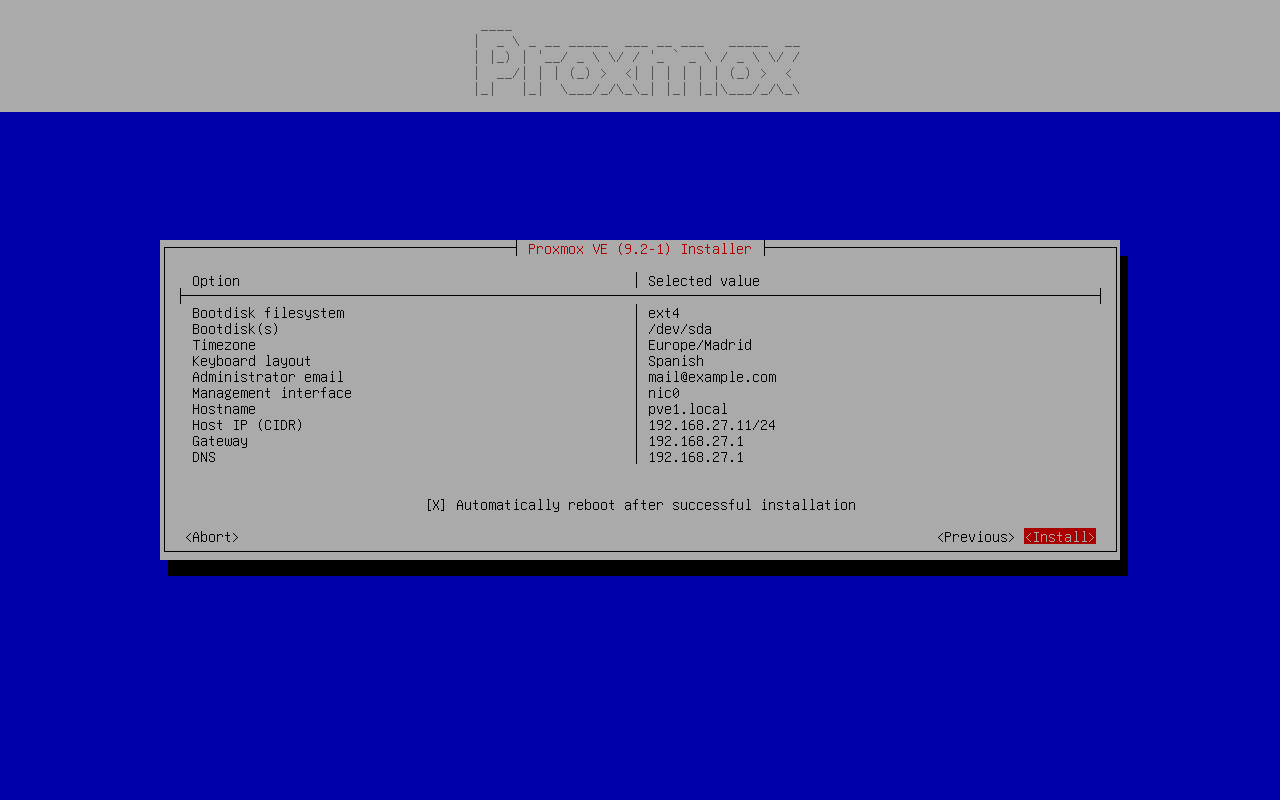 Proxmox
Proxmox VE (9.2-1) Installer
Option Selected value
Bootdisk filesystem ext4
Bootdisk(s) /dev/sda
Timezone Europe/Madrid
Keyboard layout Spanish
Administrator email mail@example.com
Management interface nic0
Hostname pve1.local
Host IP (CIDR) 192.168.27.11/24
Gateway 192.168.27.1
DNS 192.168.27.1
[X] Automatically reboot after successful installation
<Abort> <Previous> <Install>